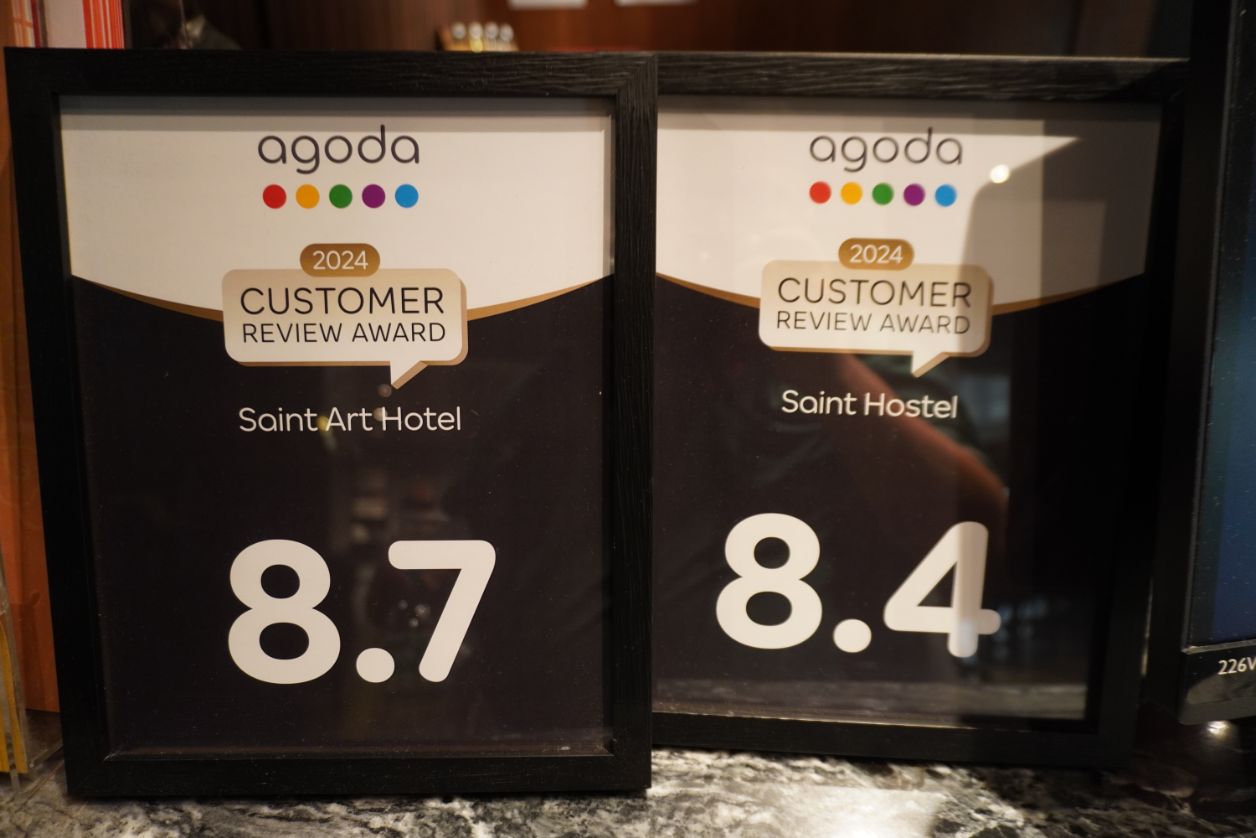 agoda
2024
CUSTOMER
REVIEW AWARD
Saint Art Hotel
8.7
agoda
2024
CUSTOMER
REVIEW AWARD
Saint Hostel
8.4
226V